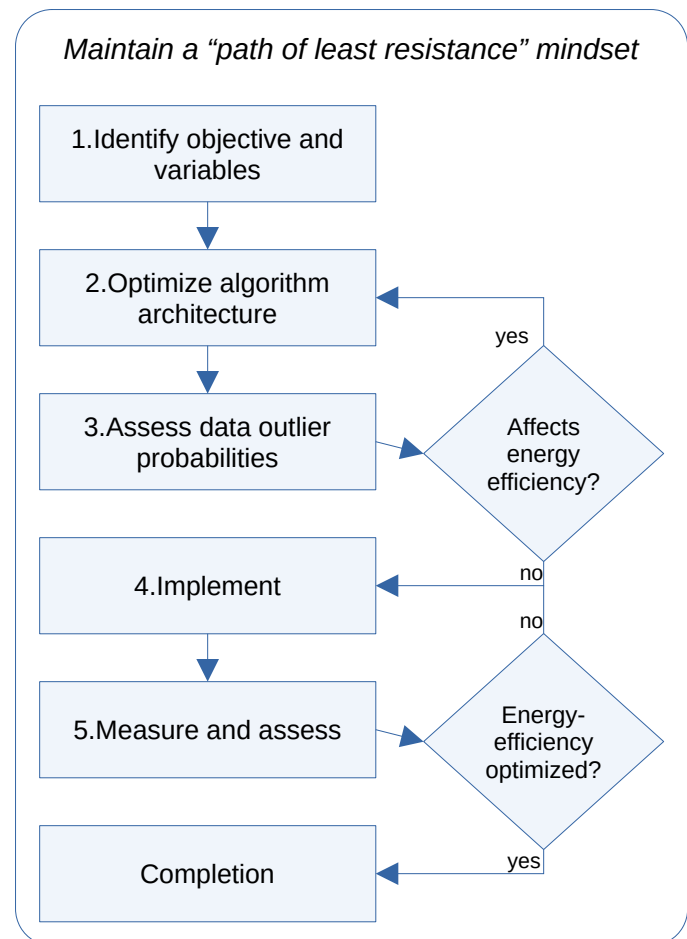 Maintain a “path of least resistance” mindset
1.Identify objective and
variables
2.Optimize algorithm
architecture
yes
3.Assess data outlier
probabilities
Affects
energy
efficiency?
no
4.Implement
no
5.Measure and assess
Energy-
efficiency
optimized?
yes
Completion